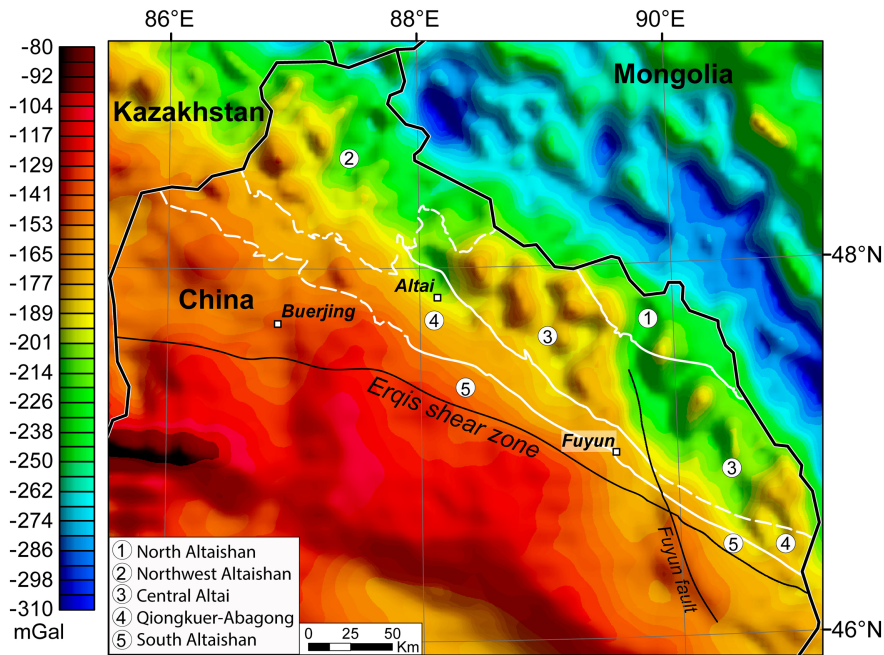 86°E 88°E 90°E
-80
-92
-104
-117
-129
-141
-153
-165
-177
-189
-201
-214
-226
-238
-250
-262
-274
-286
-298
-310
mGal
Mongolia
Kazakhstan
2
48°N
China
Altai
Buerjing
4
1
3
5
Erqis shear zone
Fuyun
3
Fuyun fault
5
4
46°N
1 North Altaishan
2 Northwest Altaishan
3 Central Altai
4 Qiongkuer-Abagong
5 South Altaishan
0 25 50
Km